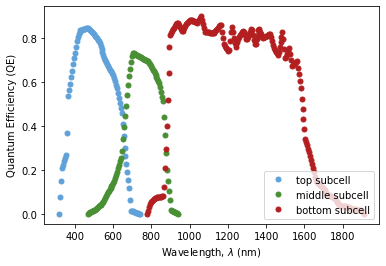 0.8
0.6
0.4
0.2
0.0
Quantum Efficiency (QE)
top subcell
middle subcell
bottom subcell
400 600 800 1000 1200 1400 1600 1800
Wavelength, λ (nm)